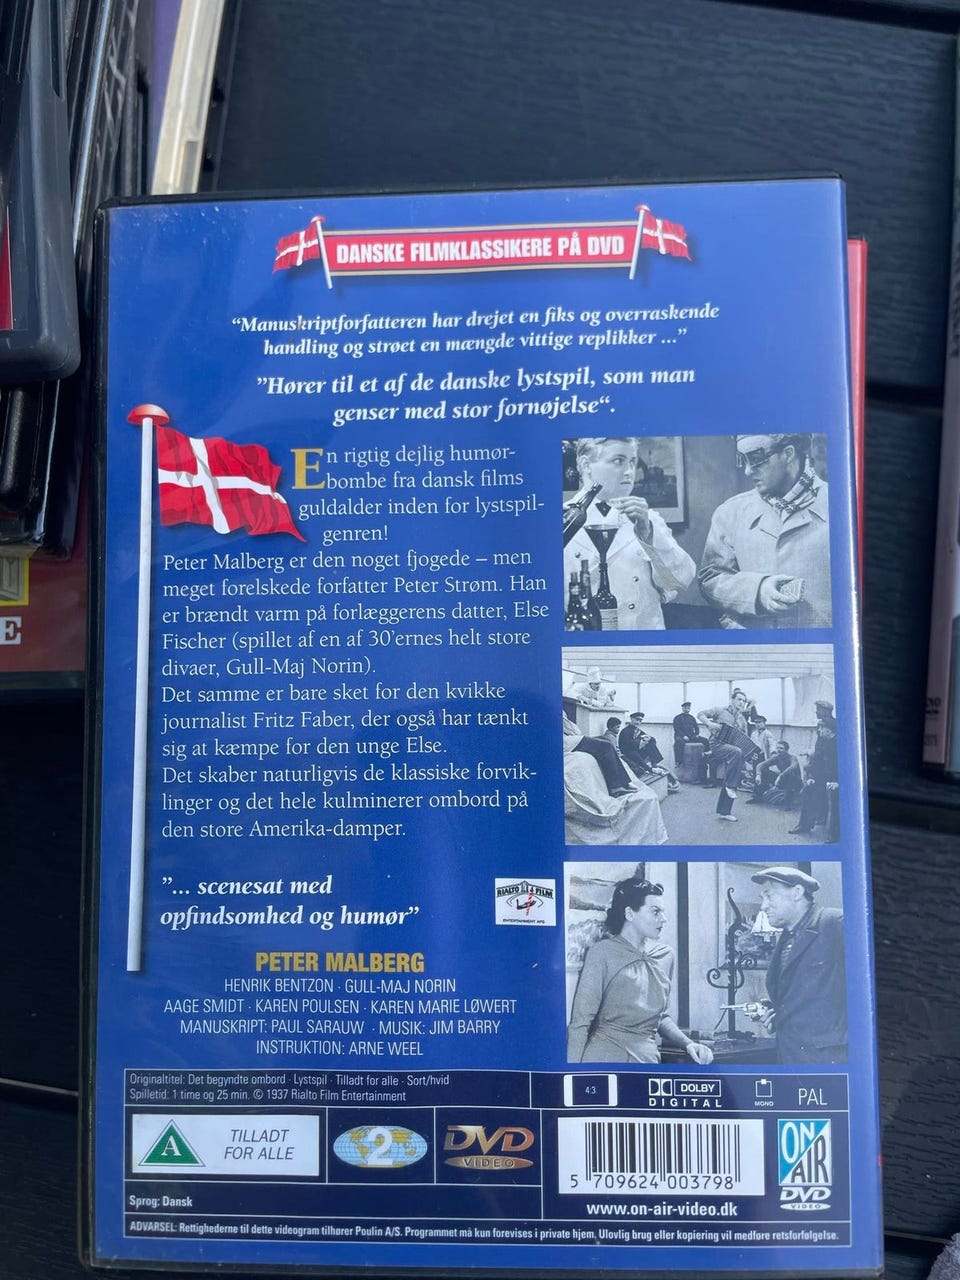 DANSKE FILMKLASSIKERE PÅ DVD
“Manuskriptforfatteren har drejet en fiks og overraskende
handling og strøet en mængde vittige replikker ...”
”Hører til et af de danske lystspil, som man
genser med stor fornøjelse“.
En rigtig dejlig humør-
bombe fra dansk films
guldalder inden for lystspil-
genren!
Peter Malberg er den noget fjogede – men
meget forelskede forfatter Peter Strøm. Han
er brændt varm på forlæggerens datter, Else
Fischer (spillet af en af 30’ernes helt store
divaer, Gull-Maj Norin).
Det samme er bare sket for den kvikke
journalist Fritz Faber, der også har tænkt
sig at kæmpe for den unge Else.
Det skaber naturligvis de klassiske forvik-
linger og det hele kulminerer ombord på
den store Amerika-damper.
”... scenesat med
opfindsomhed og humør”
RIALTO FILM
ENTERTAINMENT APS
PETER MALBERG
HENRIK BENTZON · GULL-MAJ NORIN
AAGE SMIDT · KAREN POULSEN · KAREN MARIE LØWERT
MANUSKRIPT: PAUL SARAUW · MUSIK: JIM BARRY
INSTRUKTION: ARNE WEEL
Originaltitel: Det begyndte ombord · Lystspil · Tilladt for alle · Sort/hvid
Spilletid: 1 time og 25 min. © 1937 Rialto Film Entertainment
4:3
DOLBY
DIGITAL
MONO
PAL
A
TILLADT
FOR ALLE
2
DVD
VIDEO
5 709624 003798
ON
AIR
DVD
VIDEO
www.on-air-video.dk
Sprog: Dansk
ADVARSEL: Rettighederne til dette videogram tilhører Poulin A/S. Programmet må kun forevises i private hjem. Ulovlig brug eller kopiering vil medføre retsforfølgelse.
E